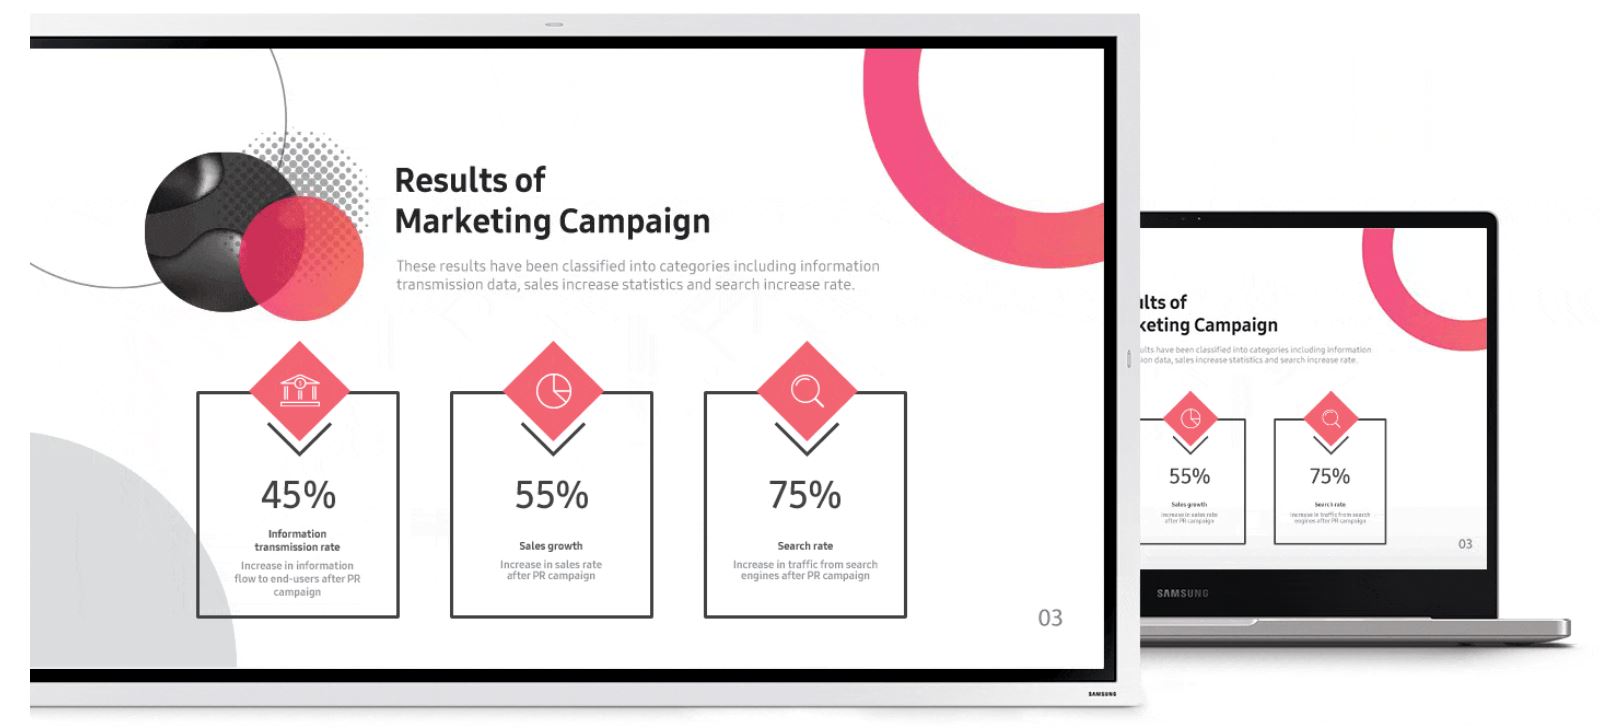 Results of
Marketing Campaign
These results have been classified into categories including information
transmission data, sales increase statistics and search increase rate.
45%
Information
transmission rate
Increase in information
flow to end-users after PR
campaign
55%
Sales growth
Increase in sales rate
after PR campaign
75%
Search rate
Increase in traffic from search
engines after PR campaign
03
SAMSUNG
ults of
keting Campaign
ults have been classified into categories including information
ion data, sales increase statistics and search increase rate.
55%
Sales growth
Increase in sales rate
after PR campaign
75%
Search rate
Increase in traffic from search
engines after PR campaign
03
SAMSUNG